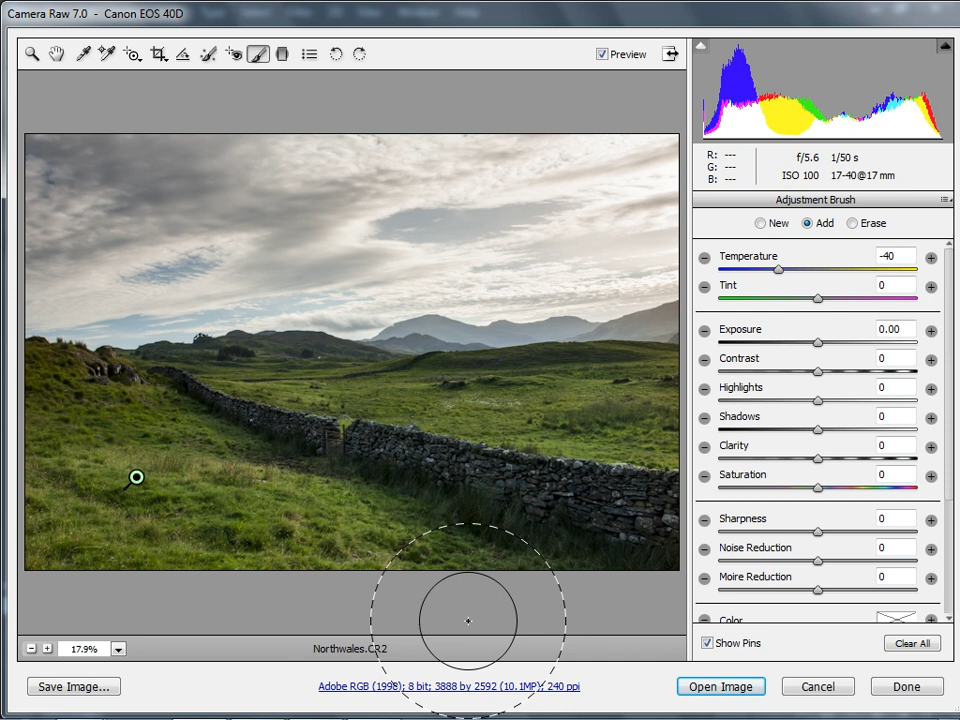 Camera Raw 7.0 - Canon EOS 40D
Preview
R: ---
G: ---
B: ---
f/5.6 1/50 s
ISO 100 17-40@17 mm
Adjustment Brush
New Add Erase
Temperature -40
Tint 0
Exposure 0.00
Contrast 0
Highlights 0
Shadows 0
Clarity 0
Saturation 0
Sharpness 0
Noise Reduction 0
Moire Reduction 0
Color
Show Pins Clear All
17.9% Northwales.CR2
Save Image... Adobe RGB (1998); 8 bit; 3888 by 2592 (10.1MP); 240 ppi Open Image Cancel Done